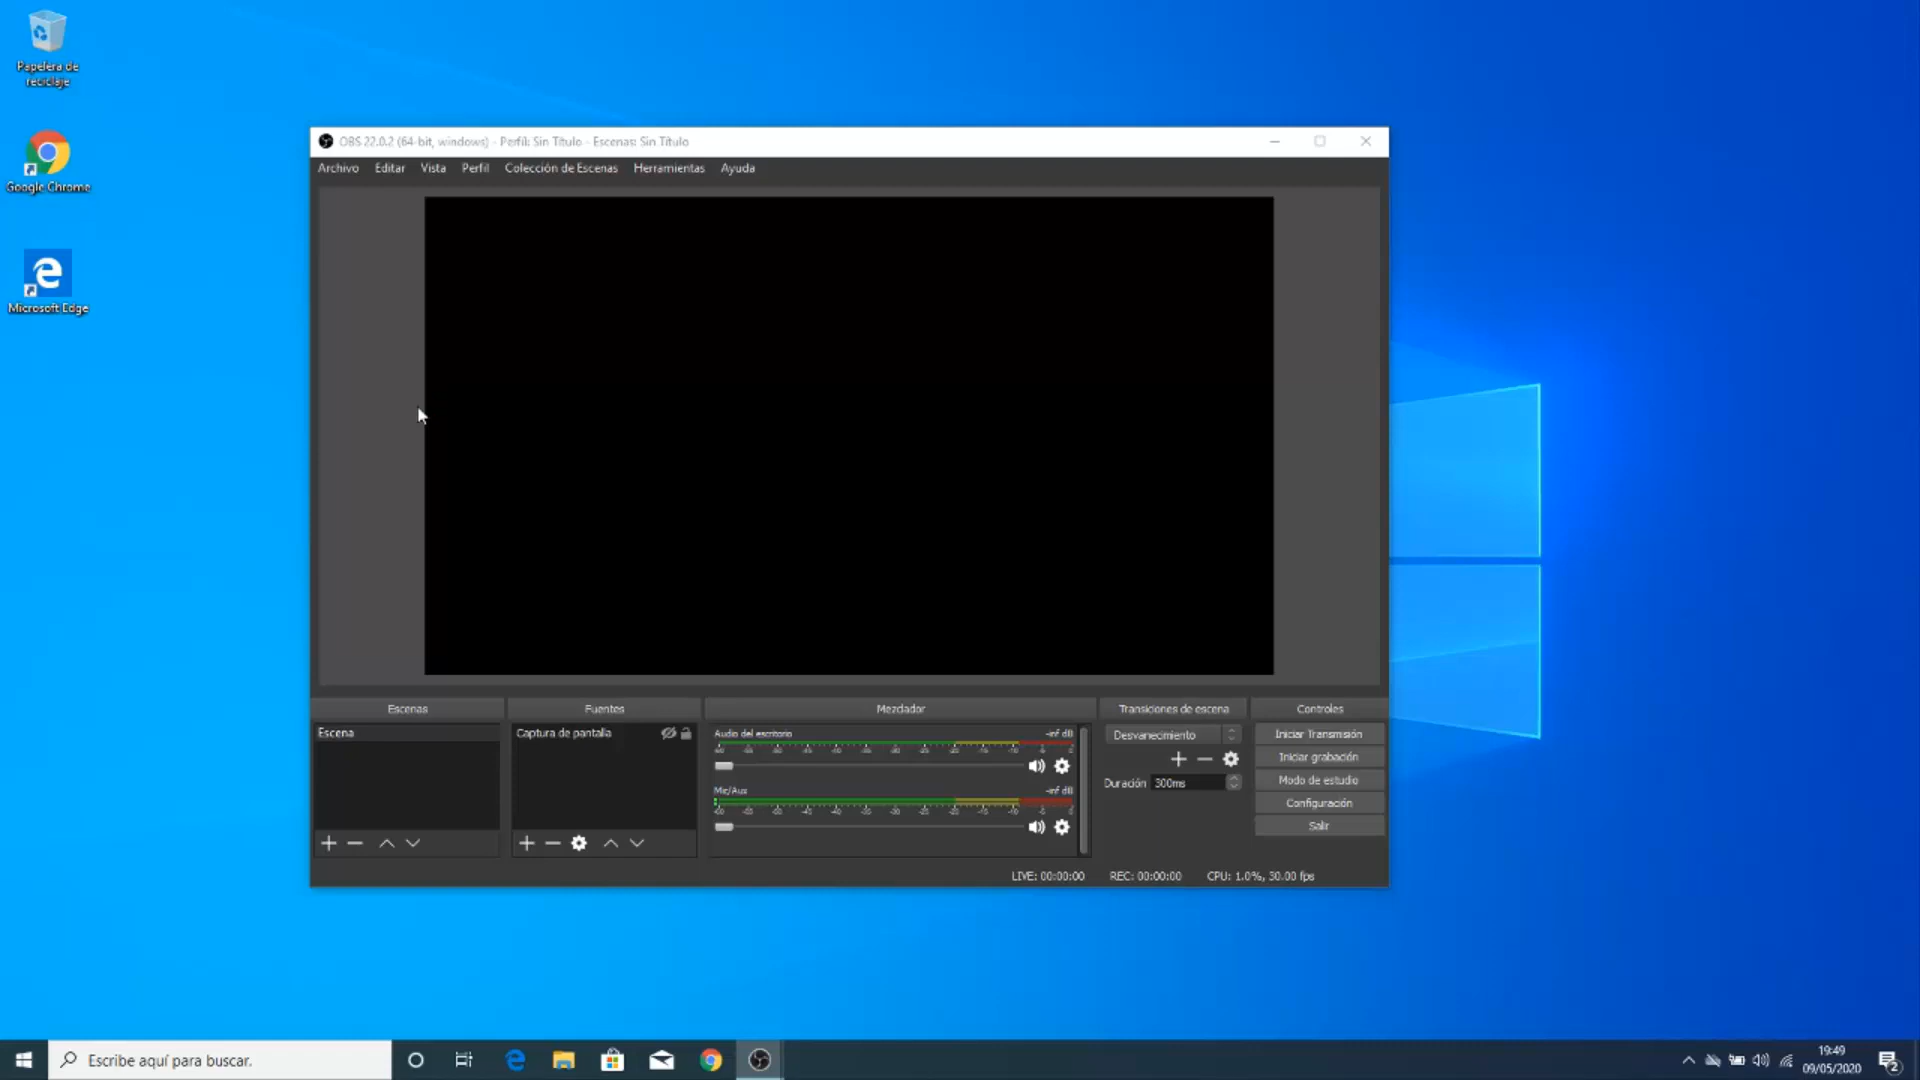 Papelera de
reciclaje
Google Chrome
Microsoft Edge
OBS 22.0.2 (64-bit, windows) - Perfil: Sin Título - Escenas: Sin Título
Archivo Editar Vista Perfil Colección de Escenas Herramientas Ayuda
Escenas Fuentes Mezclador Transiciones de escena Controles
Escena
Captura de pantalla
Audio del escritorio -inf dB
Mic/Aux -inf dB
Desvanecimiento
Duración 300ms
Iniciar Transmisión
Iniciar grabación
Modo de estudio
Configuración
Salir
LIVE: 00:00:00 REC: 00:00:00 CPU: 1.0%, 30.00 fps
Escribe aquí para buscar.
19:49
09/05/2020
2